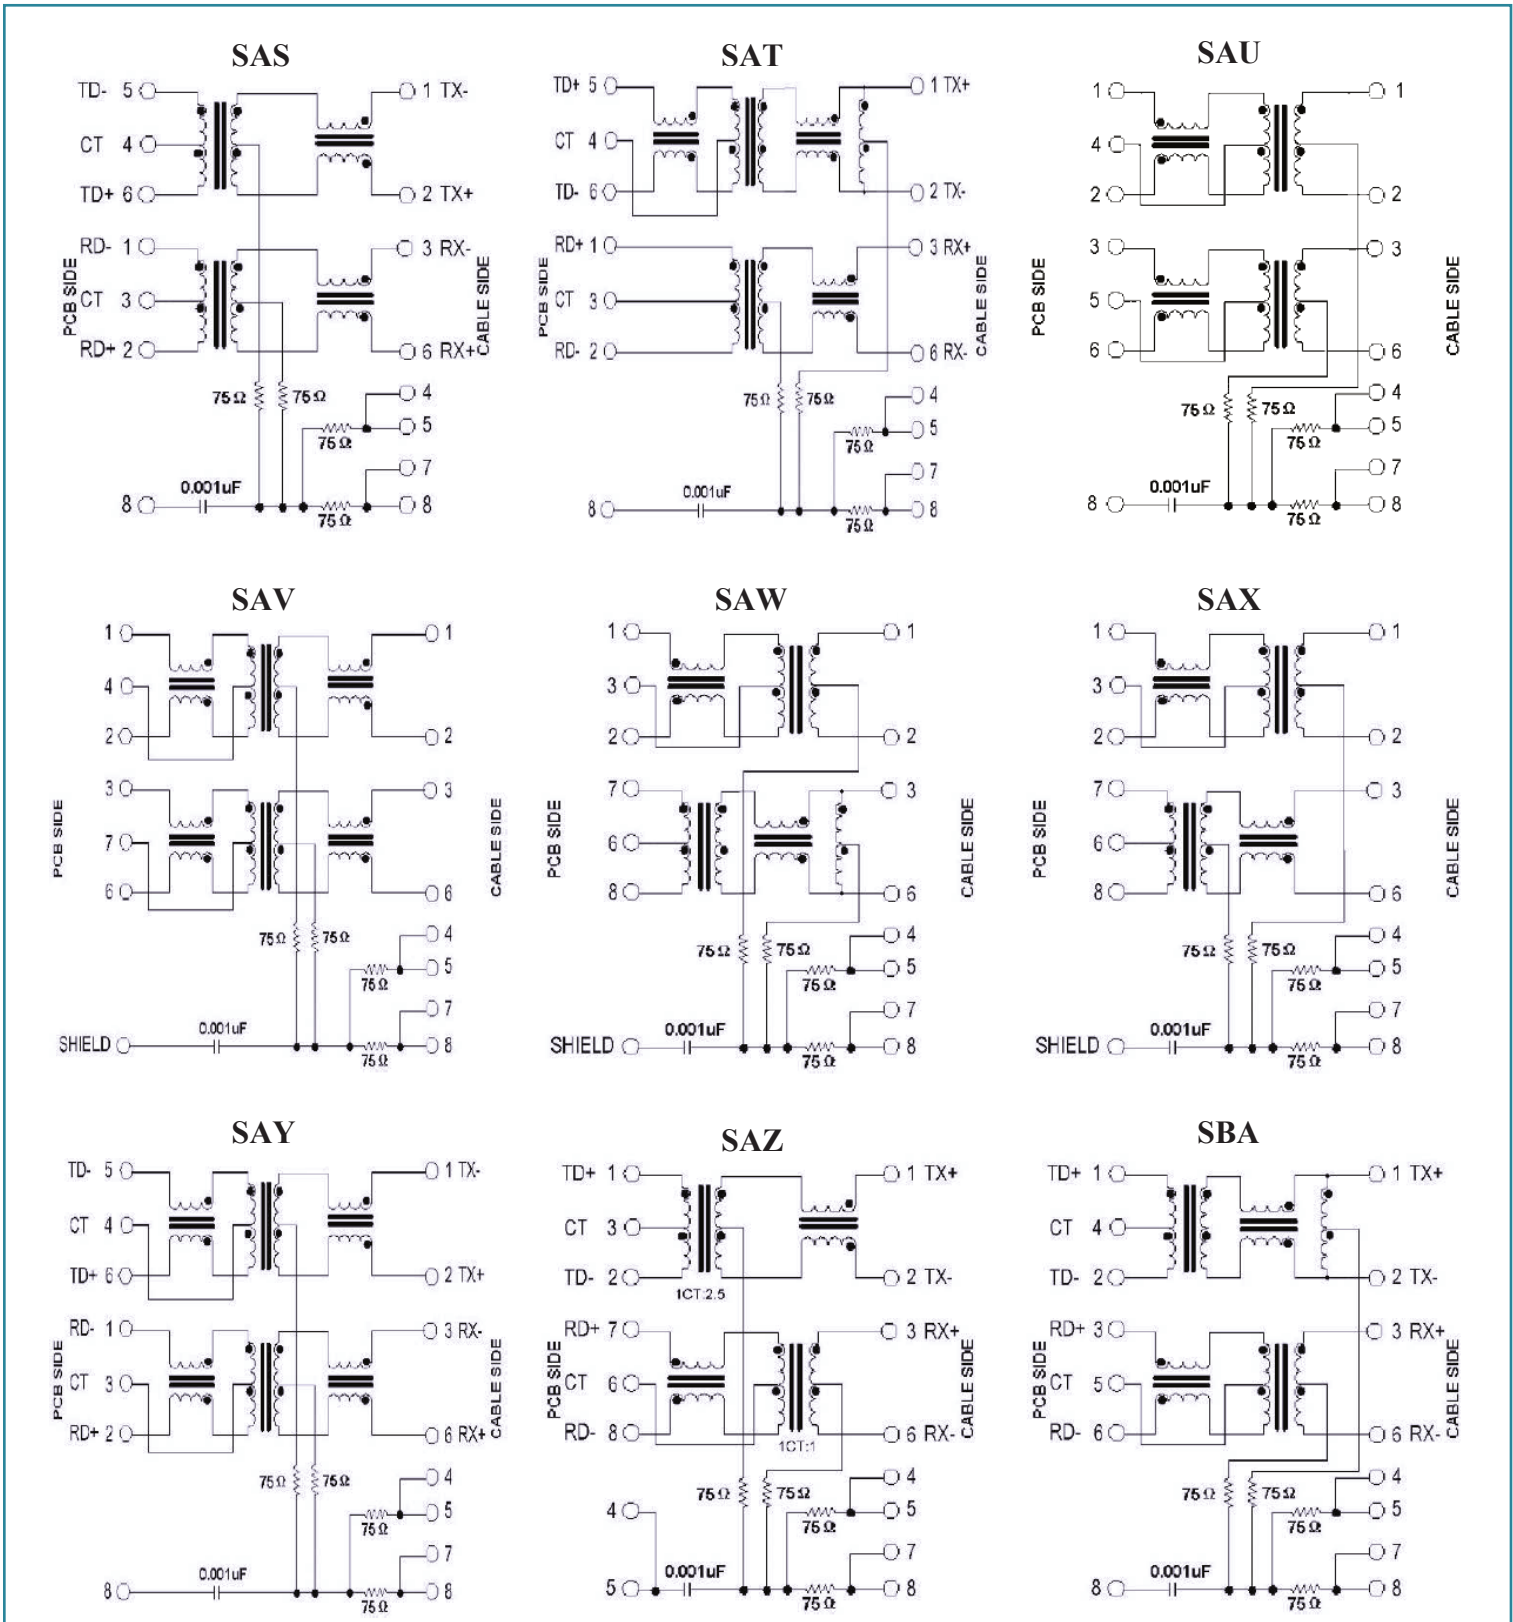 SAS
TD- 5
1 TX-
CT 4
TD+ 6
2 TX+
RD- 1
3 RX-
PCB SIDE
CT 3
CABLE SIDE
RD+ 2
6 RX+
75Ω
75Ω
4
75Ω
5
7
0.001uF
8
75Ω
8
SAT
TD+ 5
1 TX+
CT 4
TD- 6
2 TX-
RD+ 1
3 RX+
PCB SIDE
CT 3
CABLE SIDE
RD- 2
6 RX-
75Ω
75Ω
4
75Ω
5
7
0.001uF
8
75Ω
8
SAU
1
1
4
2
2
3
3
PCB SIDE
5
CABLE SIDE
6
6
75Ω
75Ω
4
75Ω
5
7
0.001uF
8
75Ω
8
SAV
1
1
4
2
2
3
3
PCB SIDE
7
CABLE SIDE
6
6
75Ω
75Ω
4
75Ω
5
7
0.001uF
SHIELD
75Ω
8
SAW
1
1
3
2
2
7
3
PCB SIDE
6
CABLE SIDE
8
6
75Ω
75Ω
4
75Ω
5
7
0.001uF
SHIELD
75Ω
8
SAX
1
1
3
2
2
7
3
PCB SIDE
6
CABLE SIDE
8
6
75Ω
75Ω
4
75Ω
5
7
0.001uF
SHIELD
75Ω
8
SAY
TD- 5
1 TX-
CT 4
TD+ 6
2 TX+
RD- 1
3 RX-
PCB SIDE
CT 3
CABLE SIDE
RD+ 2
6 RX+
75Ω
75Ω
4
75Ω
5
7
0.001uF
8
75Ω
8
SAZ
TD+ 1
1 TX+
CT 3
TD- 2
2 TX-
1CT:2.5
RD+ 7
3 RX+
PCB SIDE
CT 6
CABLE SIDE
RD- 8
6 RX-
1CT:1
75Ω
75Ω
4
4
75Ω
5
7
0.001uF
5
75Ω
8
SBA
TD+ 1
1 TX+
CT 4
TD- 2
2 TX-
RD+ 3
3 RX+
PCB SIDE
CT 5
CABLE SIDE
RD- 6
6 RX-
75Ω
75Ω
4
75Ω
5
7
0.001uF
8
75Ω
8